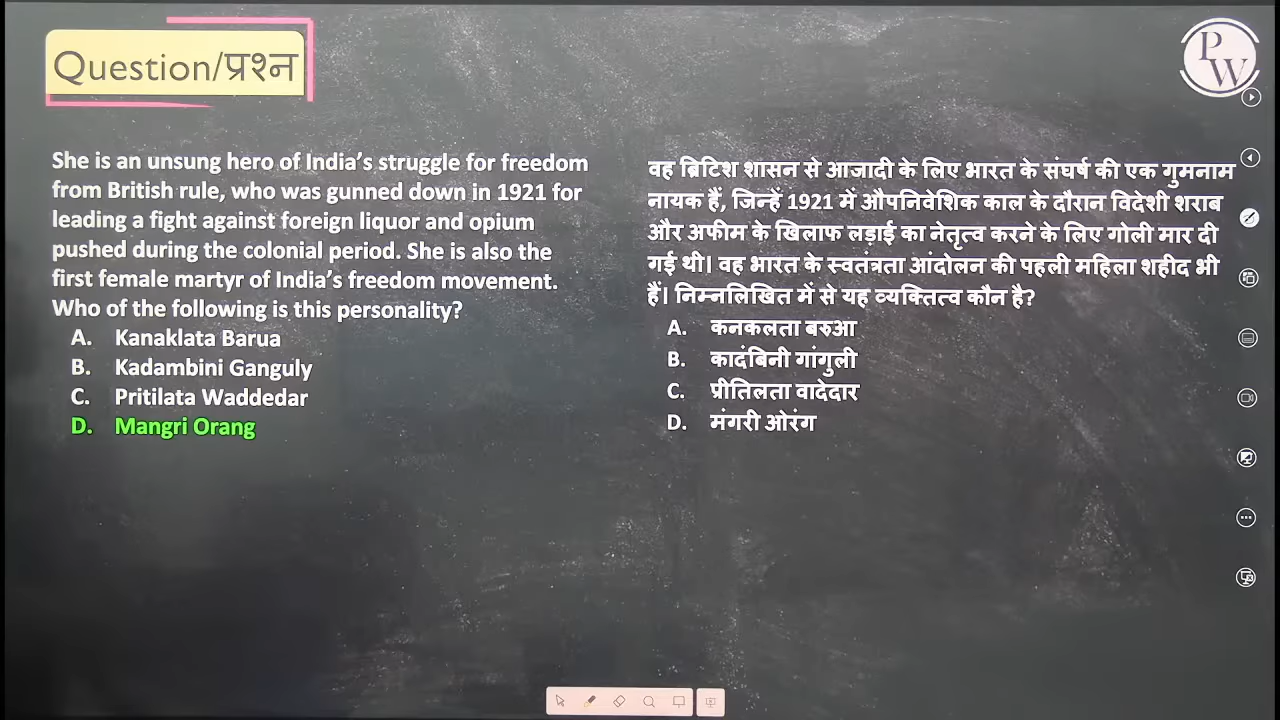 Question/प्रश्न
PW
She is an unsung hero of India's struggle for freedom
from British rule, who was gunned down in 1921 for
leading a fight against foreign liquor and opium
pushed during the colonial period. She is also the
first female martyr of India's freedom movement.
Who of the following is this personality?
A. Kanaklata Barua
B. Kadambini Ganguly
C. Pritilata Waddedar
D. Mangri Orang
वह ब्रिटिश शासन से आजादी के लिए भारत के संघर्ष की एक गुमनाम
नायक हैं, जिन्हें 1921 में औपनिवेशिक काल के दौरान विदेशी शराब
और अफीम के खिलाफ लड़ाई का नेतृत्व करने के लिए गोली मार दी
गई थी। वह भारत के स्वतंत्रता आंदोलन की पहली महिला शहीद भी
हैं। निम्नलिखित में से यह व्यक्तित्व कौन है?
A. कनकलता बरुआ
B. कादंबिनी गांगुली
C. प्रीतिलता वादेदार
D. मंगरी ओरंग